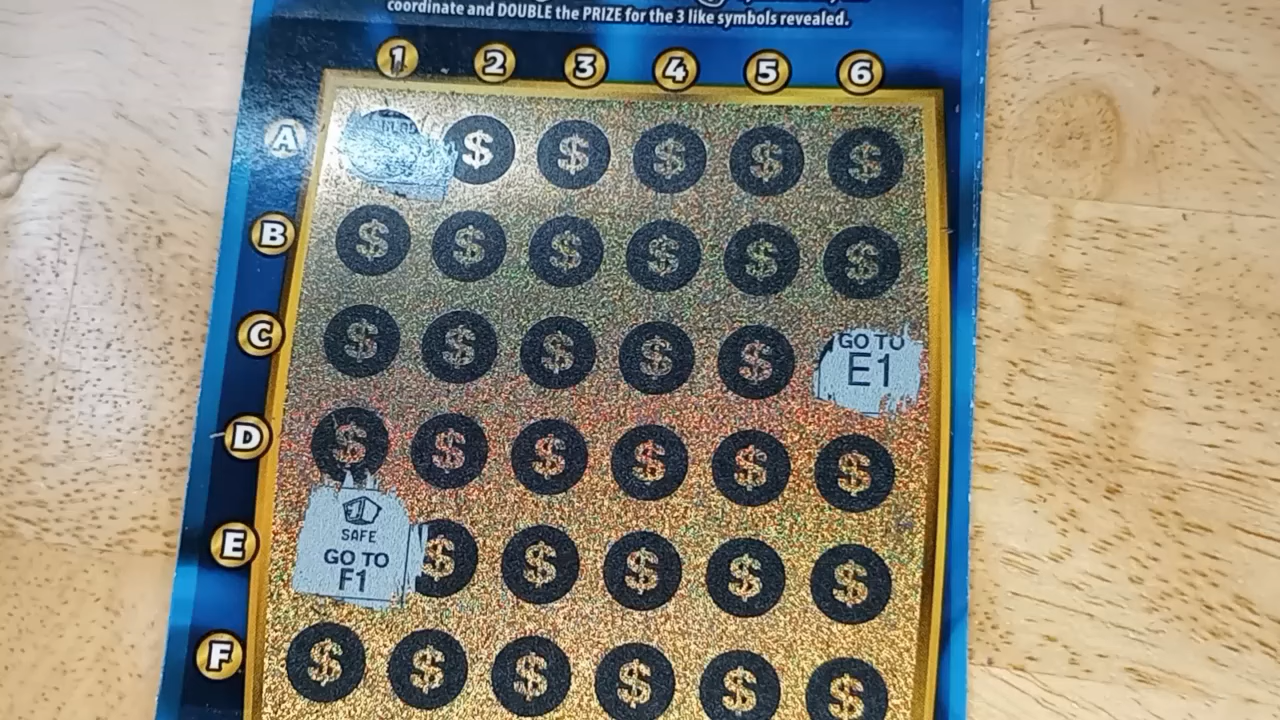 coordinate and DOUBLE the PRIZE for the 3 like symbols revealed.
1 2 3 4 5 6
A $ $ $ $ $
B $ $ $ $ $ $
C $ $ $ $ $ GO TO
E1
D $ $ $ $ $ $
SAFE
E GO TO $ $ $ $ $
F1
F $ $ $ $ $ $